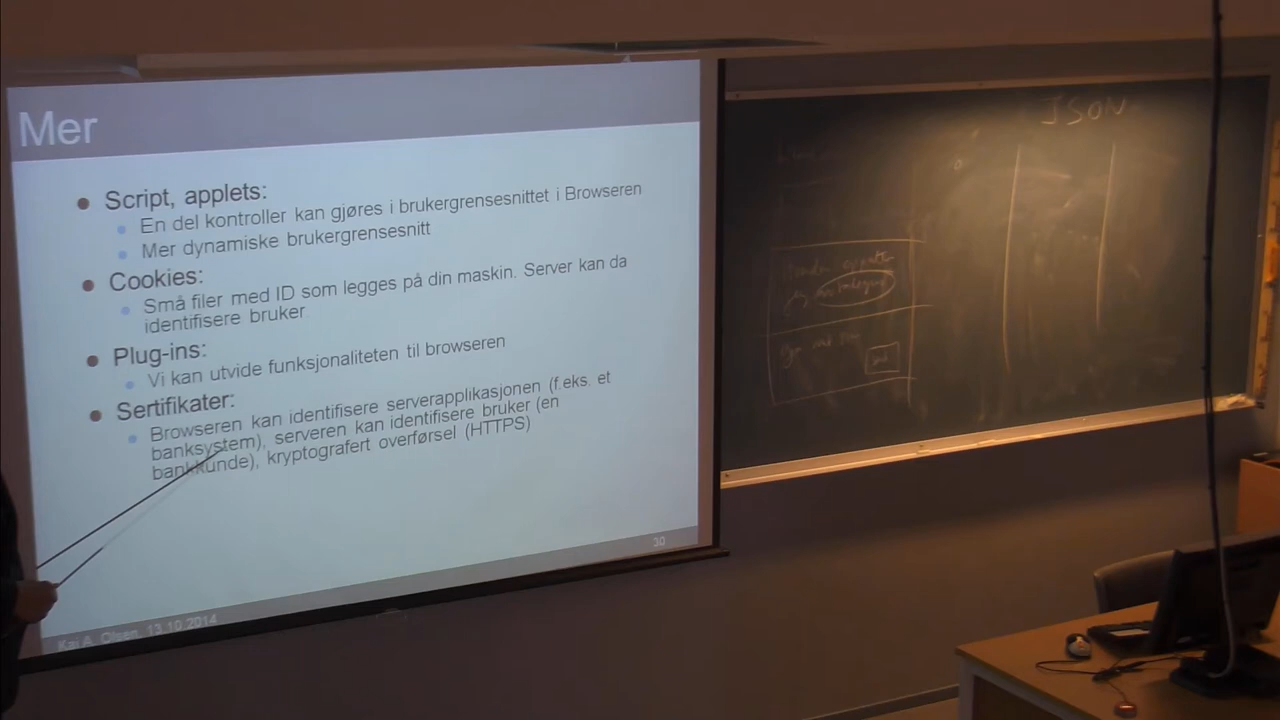 Mer
Script, applets:
En del kontroller kan gjøres i brukergrensesnittet i Browseren
Mer dynamiske brukergrensesnitt
Cookies:
Små filer med ID som legges på din maskin. Server kan da
identifisere bruker
Plug-ins:
Vi kan utvide funksjonaliteten til browseren
Sertifikater:
Browseren kan identifisere serverapplikasjonen (f.eks. et
banksystem), serveren kan identifisere bruker (en
bankkunde), kryptografert overførsel (HTTPS)
30
Kai A. Olsen, 13.10.2014
JSON